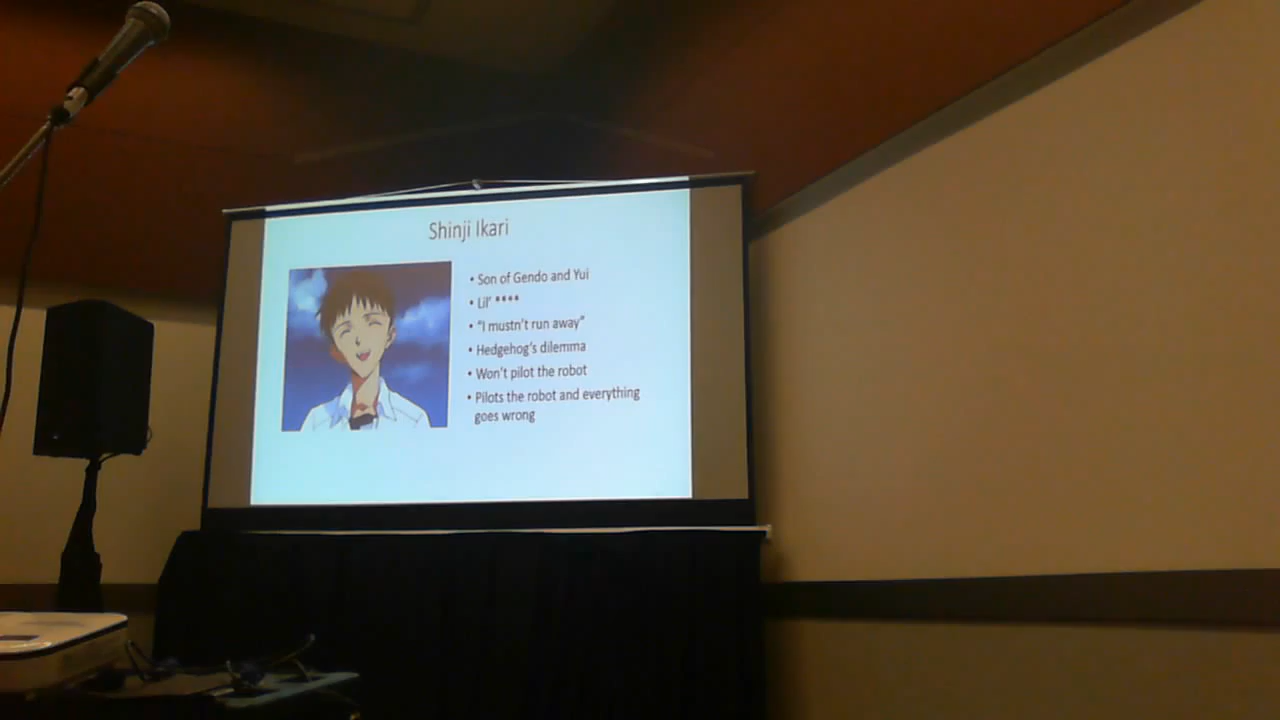 Shinji Ikari
• Son of Gendo and Yui
• Lil' ****
• "I mustn't run away"
• Hedgehog's dilemma
• Won't pilot the robot
• Pilots the robot and everything
goes wrong